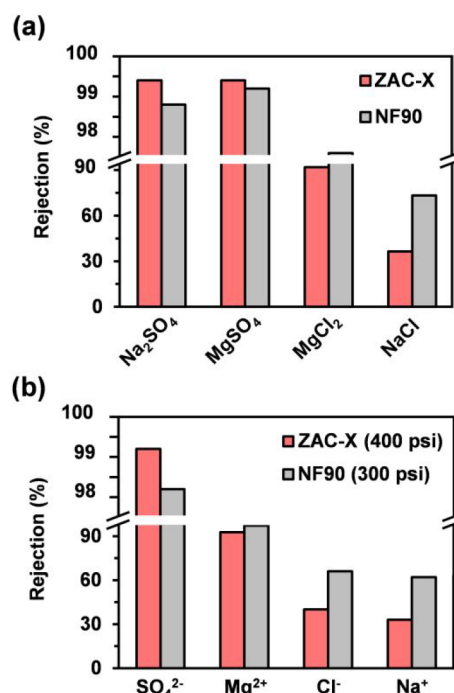 (a)
100
99
98
90
60
30
0
Rejection (%)
ZAC-X
NF90
Na₂SO₄
MgSO₄
MgCl₂
NaCl
(b)
100
99
98
90
60
30
0
Rejection (%)
ZAC-X (400 psi)
NF90 (300 psi)
SO₄²⁻
Mg²⁺
Cl⁻
Na⁺